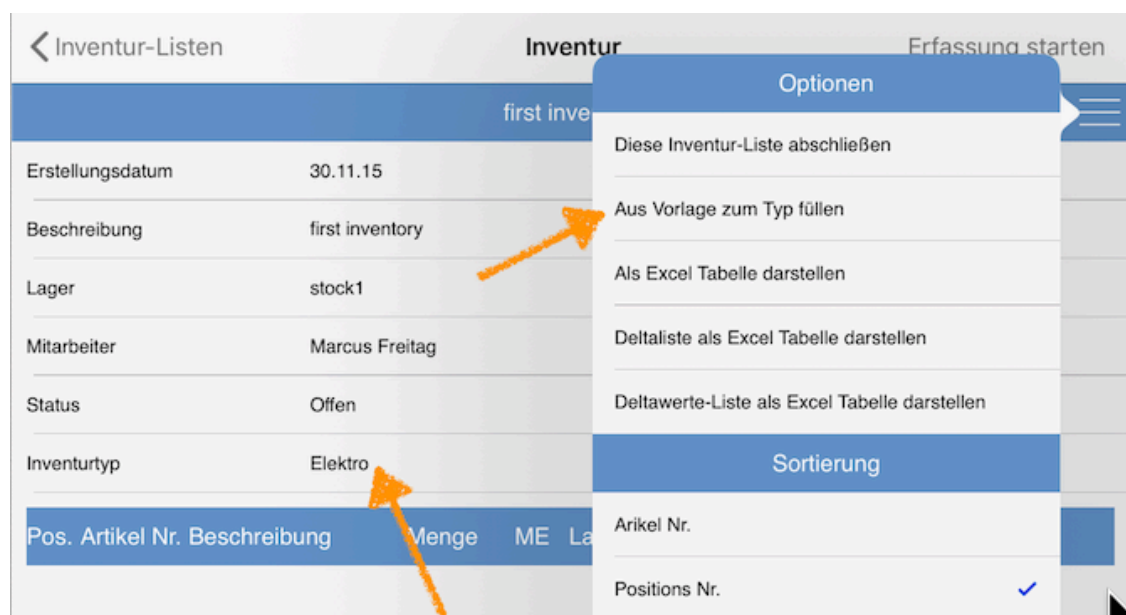 Inventur-Listen
Inventur
Erfassung starten
first inve
Erstellungsdatum 30.11.15
Beschreibung first inventory
Lager stock1
Mitarbeiter Marcus Freitag
Status Offen
Inventurtyp Elektro
Pos. Artikel Nr. Beschreibung Menge ME La
Optionen
Diese Inventur-Liste abschließen
Aus Vorlage zum Typ füllen
Als Excel Tabelle darstellen
Deltaliste als Excel Tabelle darstellen
Deltawerte-Liste als Excel Tabelle darstellen
Sortierung
Arikel Nr.
Positions Nr.